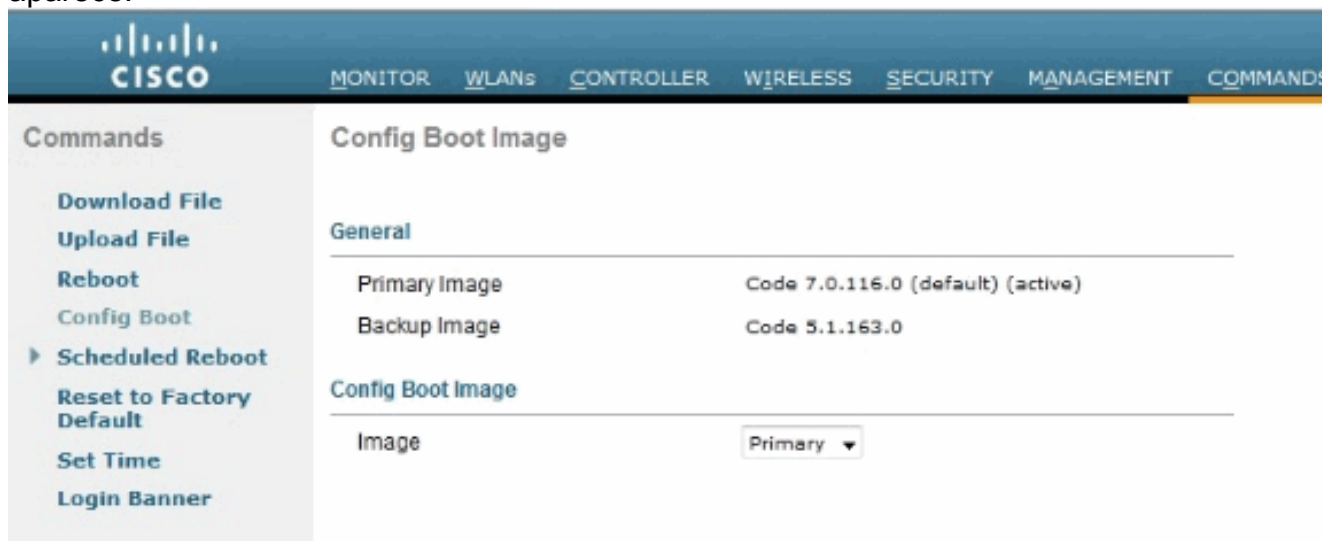 CISCO
MONITOR WLANs CONTROLLER WIRELESS SECURITY MANAGEMENT COMMANDS
Commands
Download File
Upload File
Reboot
Config Boot
Scheduled Reboot
Reset to Factory
Default
Set Time
Login Banner
Config Boot Image
General
Primary Image Code 7.0.116.0 (default) (active)
Backup Image Code 5.1.163.0
Config Boot Image
Image Primary